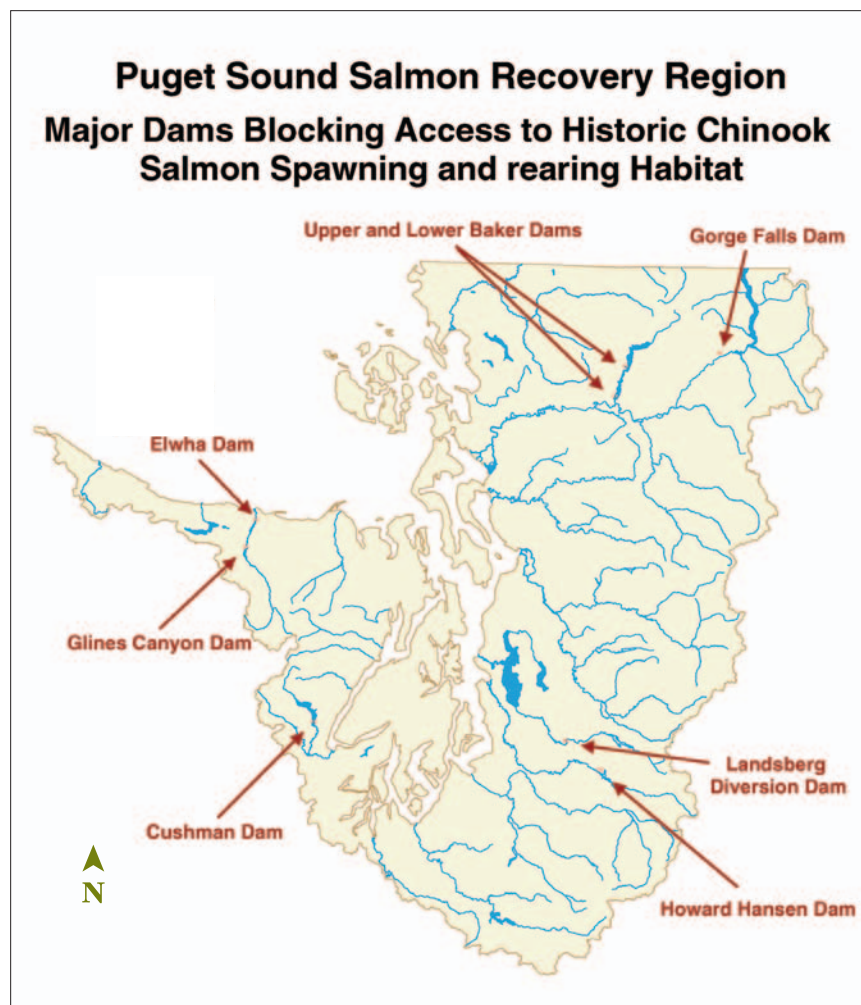 Puget Sound Salmon Recovery Region
Major Dams Blocking Access to Historic Chinook
Salmon Spawning and rearing Habitat
Upper and Lower Baker Dams
Gorge Falls Dam
Elwha Dam
Glines Canyon Dam
Landsberg
Diversion Dam
Cushman Dam
N
Howard Hansen Dam